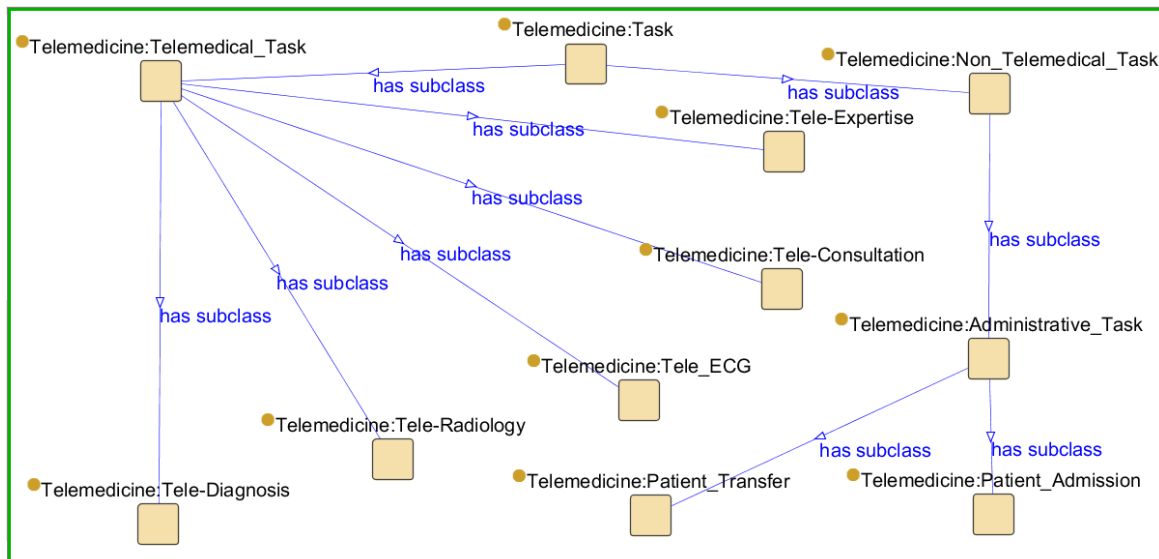 Telemedicine:Task
Telemedicine:Telemedical_Task
Telemedicine:Non_Telemedical_Task
has subclass
has subclass
Telemedicine:Tele-Expertise
has subclass
has subclass
has subclass
Telemedicine:Tele-Consultation
has subclass
has subclass
has subclass
Telemedicine:Administrative_Task
Telemedicine:Tele_ECG
Telemedicine:Tele-Radiology
has subclass
has subclass
Telemedicine:Patient_Transfer
Telemedicine:Patient_Admission
Telemedicine:Tele-Diagnosis